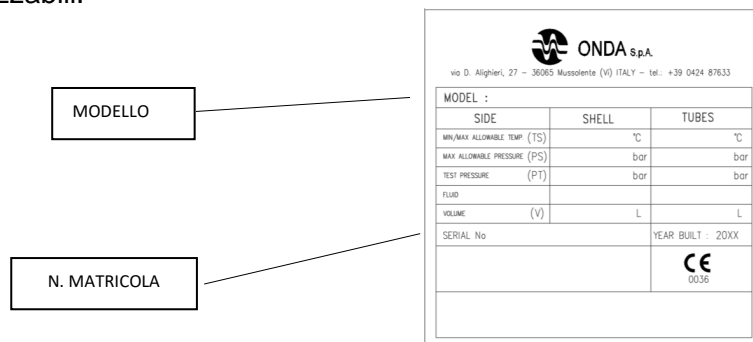 ONDA S.p.A.
via D. Alighieri, 27 – 36065 Mussolente (VI) ITALY – tel.: +39 0424 87633
MODELLO
MODEL :
SIDE SHELL TUBES
MIN/MAX ALLOWABLE TEMP. (TS) °C °C
MAX ALLOWABLE PRESSURE (PS) bar bar
TEST PRESSURE (PT) bar bar
FLUID
VOLUME (V) L L
SERIAL No YEAR BUILT : 20XX
N. MATRICOLA
CE
0036